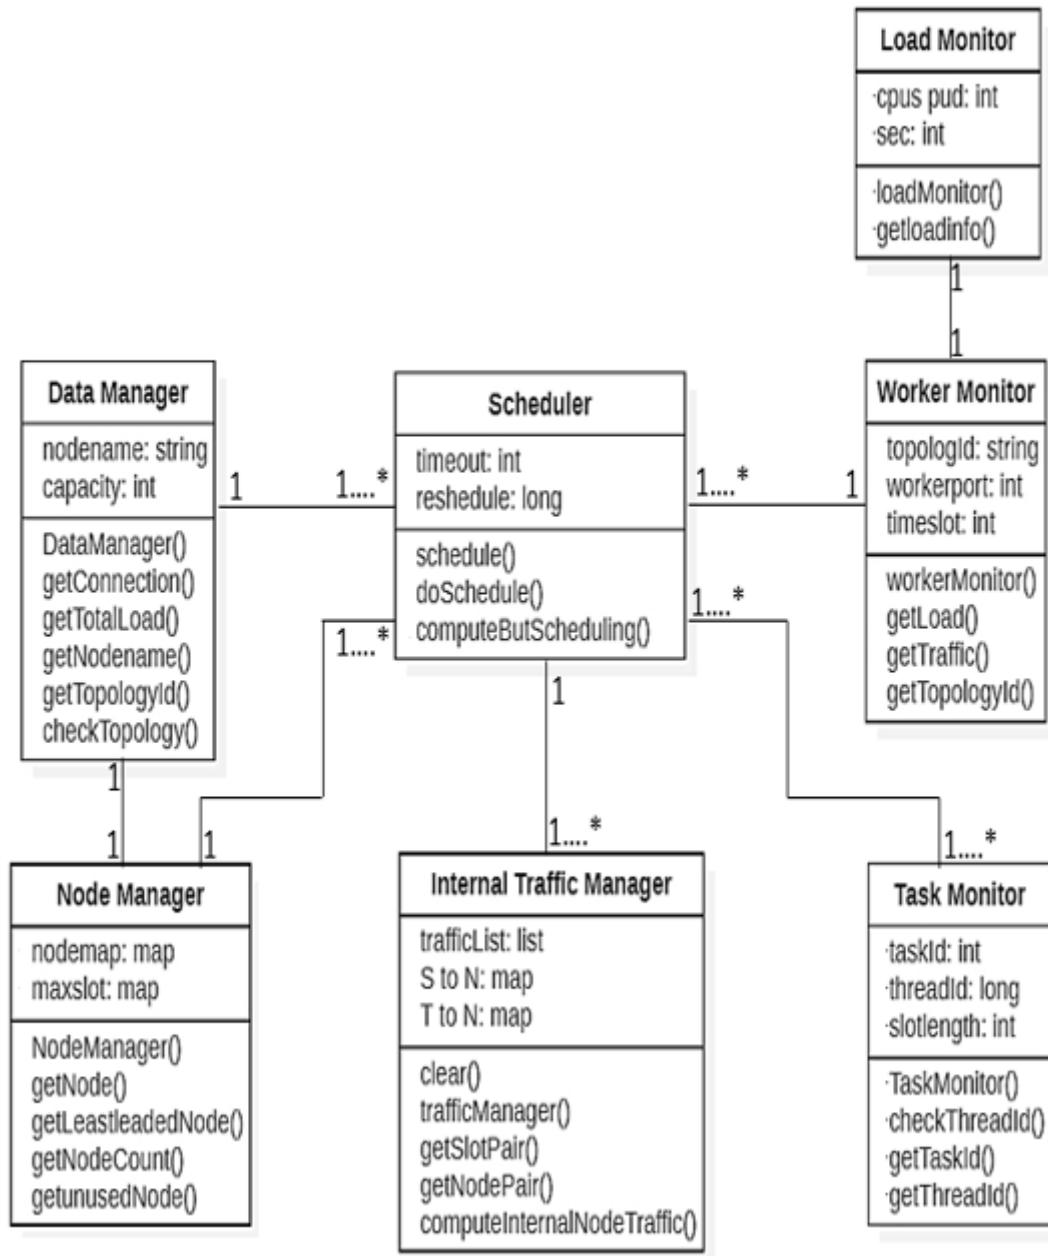 Load Monitor
cpus pud: int
sec: int
loadMonitor()
getloadinfo()
1
1
Data Manager
nodename: string
capacity: int
DataManager()
getConnection()
getTotalLoad()
getNodename()
getTopologyId()
checkTopology()
1
1....*
Scheduler
timeout: int
reshedule: long
schedule()
doSchedule()
computeButScheduling()
1....*
1
Worker Monitor
topologId: string
workerport: int
timeslot: int
workerMonitor()
getLoad()
getTraffic()
getTopologyId()
1....*
1....*
1
1
1
1
1....*
1....*
Node Manager
nodemap: map
maxslot: map
NodeManager()
getNode()
getLeastleadedNode()
getNodeCount()
getunusedNode()
Internal Traffic Manager
trafficList: list
S to N: map
T to N: map
clear()
trafficManager()
getSlotPair()
getNodePair()
computeInternalNodeTraffic()
Task Monitor
taskId: int
threadId: long
slotlength: int
TaskMonitor()
checkThreadId()
getTaskId()
getThreadId()